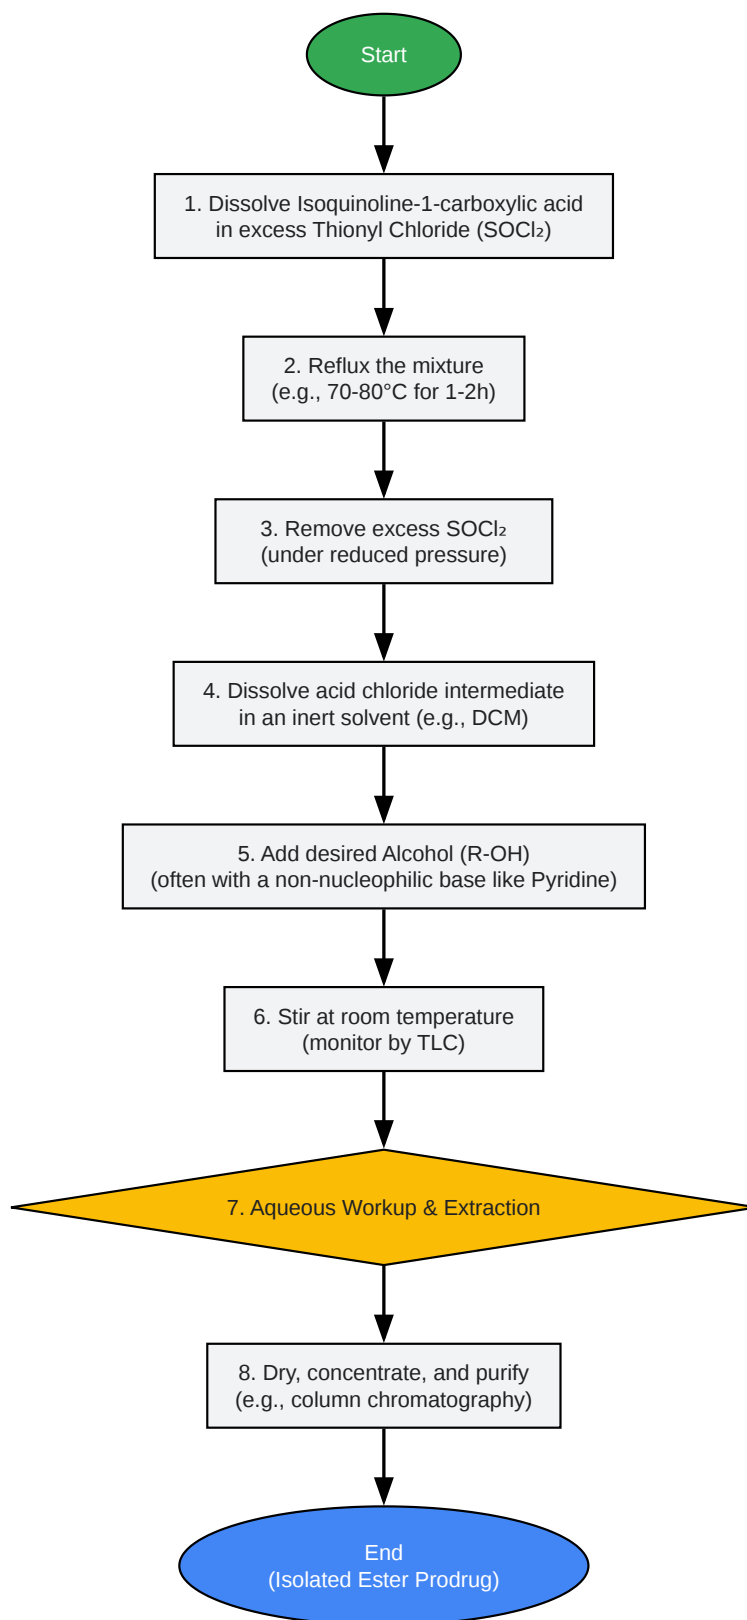 Start
1. Dissolve Isoquinoline-1-carboxylic acid
in excess Thionyl Chloride (SOCl₂)
2. Reflux the mixture
(e.g., 70-80°C for 1-2h)
3. Remove excess SOCl₂
(under reduced pressure)
4. Dissolve acid chloride intermediate
in an inert solvent (e.g., DCM)
5. Add desired Alcohol (R-OH)
(often with a non-nucleophilic base like Pyridine)
6. Stir at room temperature
(monitor by TLC)
7. Aqueous Workup & Extraction
8. Dry, concentrate, and purify
(e.g., column chromatography)
End
(Isolated Ester Prodrug)